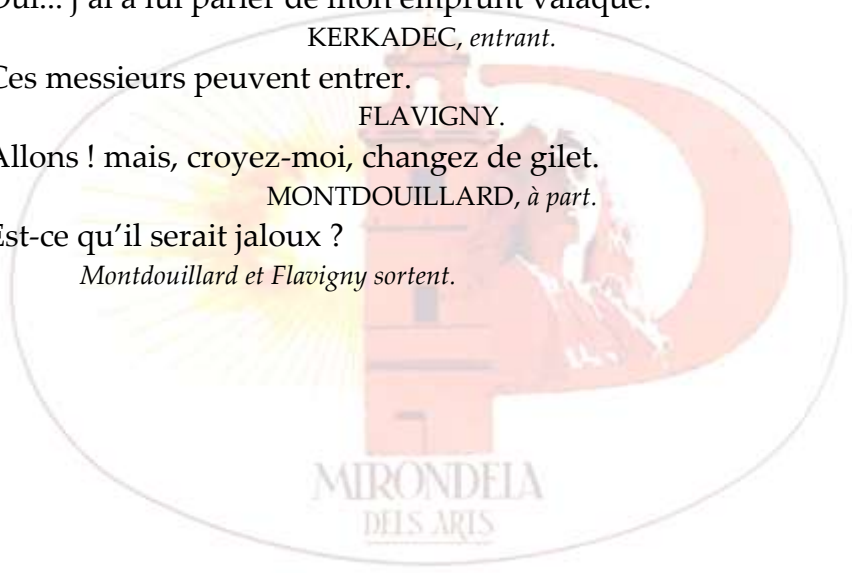 Oui... j'ai à lui parler de mon emprunt valaque.
KERKADEC, entrant.
Ces messieurs peuvent entrer.
FLAVIGNY.
Allons ! mais, croyez-moi, changez de gilet.
MONTDOUILLARD, à part.
Est-ce qu'il serait jaloux ?
Montdouillard et Flavigny sortent.
MIRONDELA
DELS ARTS